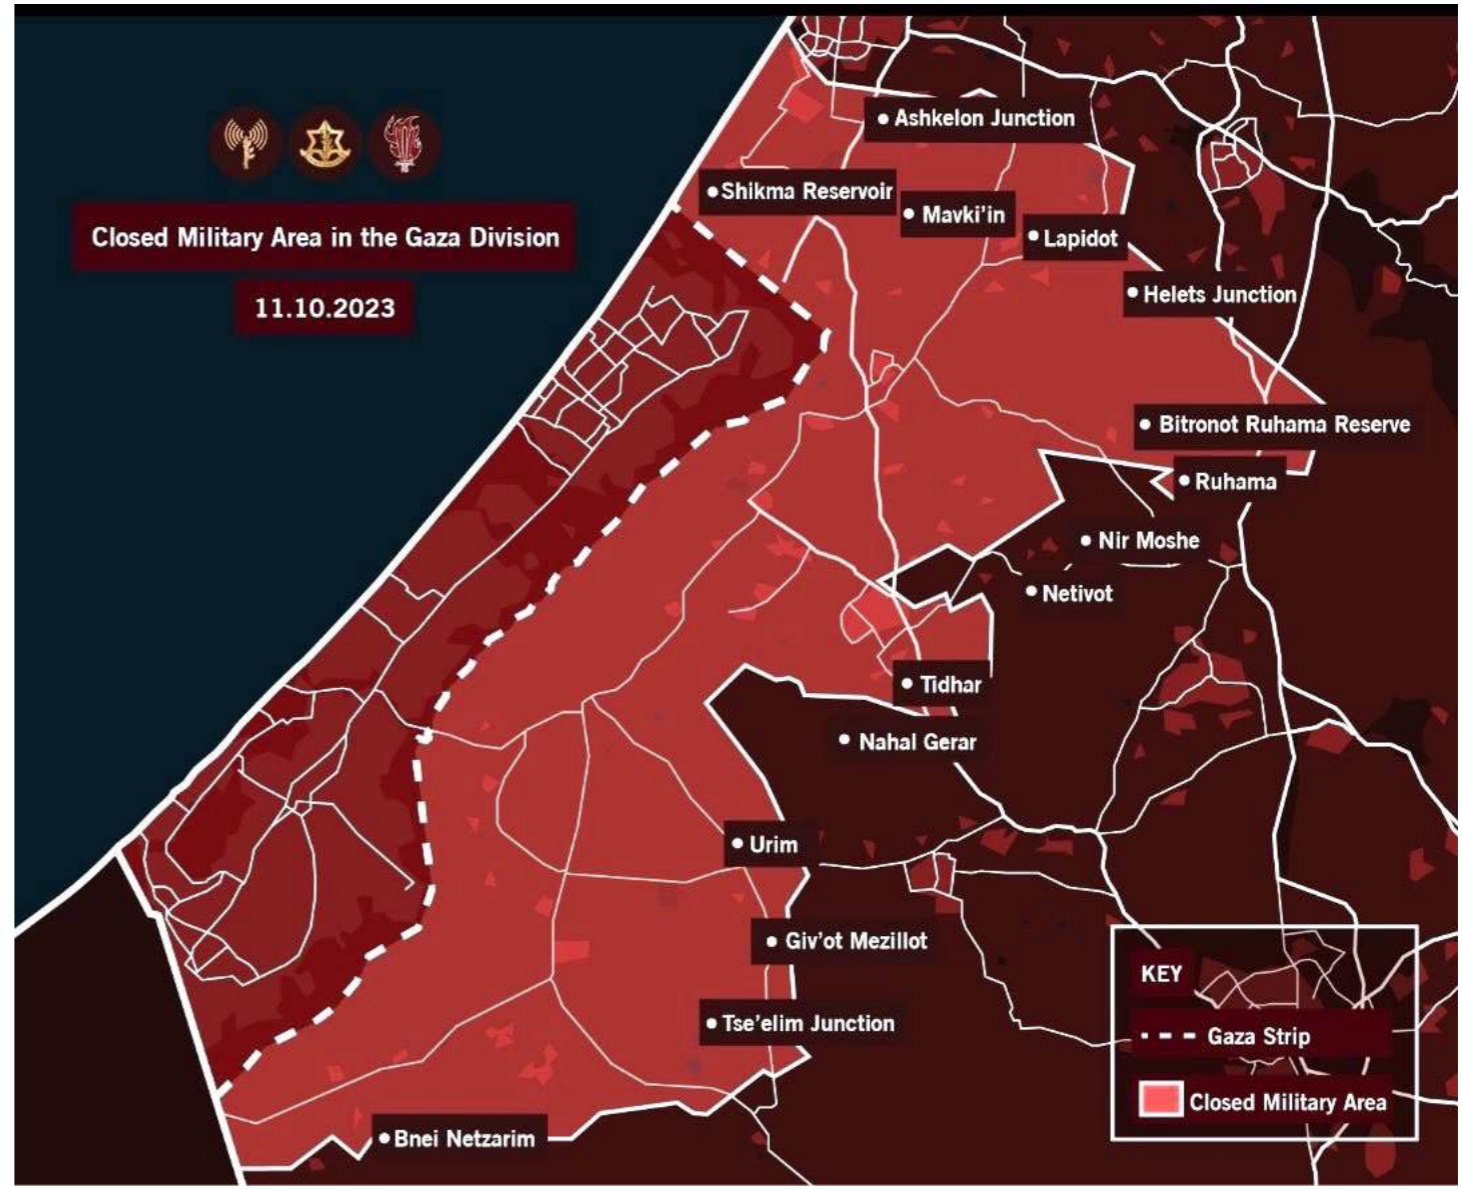 Closed Military Area in the Gaza Division
11.10.2023
Ashkelon Junction
Shikma Reservoir
Mavki'in
Lapidot
Helets Junction
Bitronot Ruhama Reserve
Ruhama
Nir Moshe
Netivot
Tidhar
Nahal Gerar
Urim
Giv'ot Mezillot
Tse'elim Junction
Bnei Netzarim
KEY
Gaza Strip
Closed Military Area